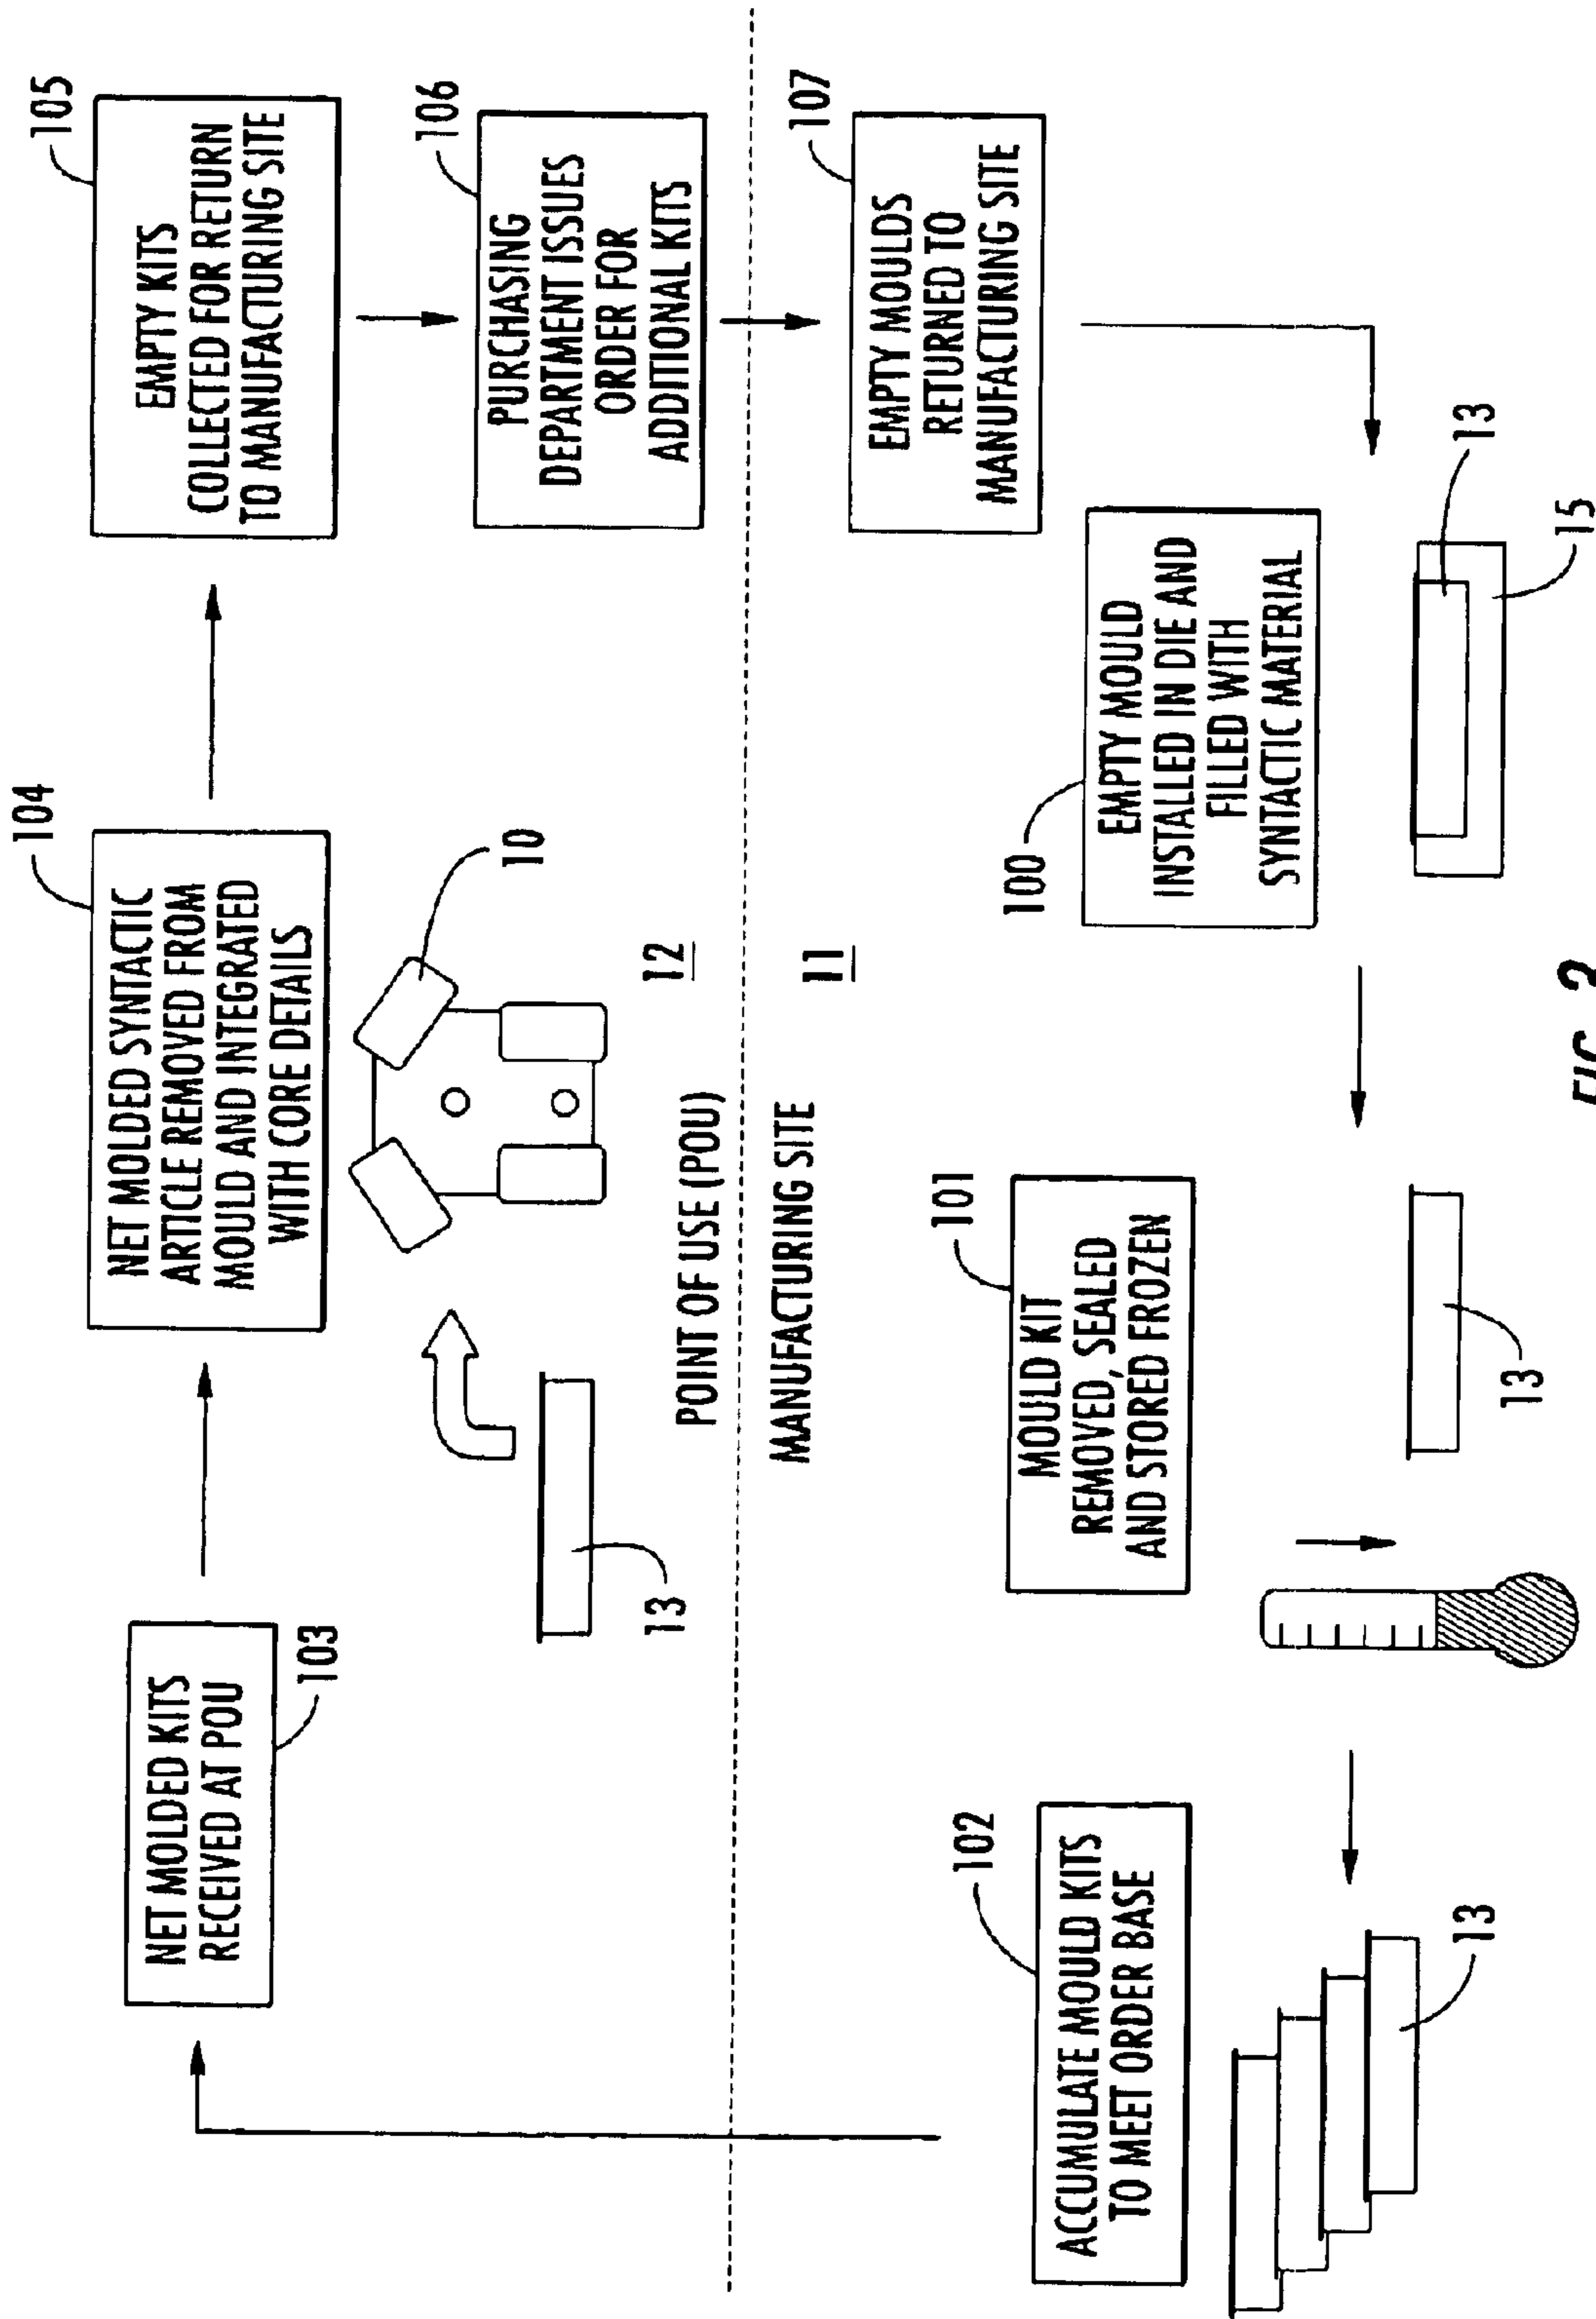 105
EMPTY KITS
COLLECTED FOR RETURN
TO MANUFACTURING SITE
106
PURCHASING
DEPARTMENT ISSUES
ORDER FOR
ADDITIONAL KITS
104
NET MOLDED SYNTACTIC
ARTICLE REMOVED FROM
MOULD AND INTEGRATED
WITH CORE DETAILS
10
NET MOLDED KITS
RECEIVED AT POU
103
13
12
POINT OF USE (POU)
MANUFACTURING SITE
11
107
EMPTY MOULDS
RETURNED TO
MANUFACTURING SITE
100
EMPTY MOULD
INSTALLED IN DIE AND
FILLED WITH
SYNTACTIC MATERIAL
13
15
101
MOULD KIT
REMOVED, SEALED
AND STORED FROZEN
13
102
ACCUMULATE MOULD KITS
TO MEET ORDER BASE
13
FIG